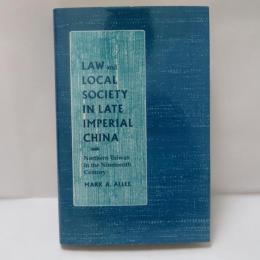 LAW and
LOCAL
SOCIETY
IN LATE
IMPERIAL
CHINA
Northern Taiwan
in the Nineteenth
Century
MARK A. ALLEE